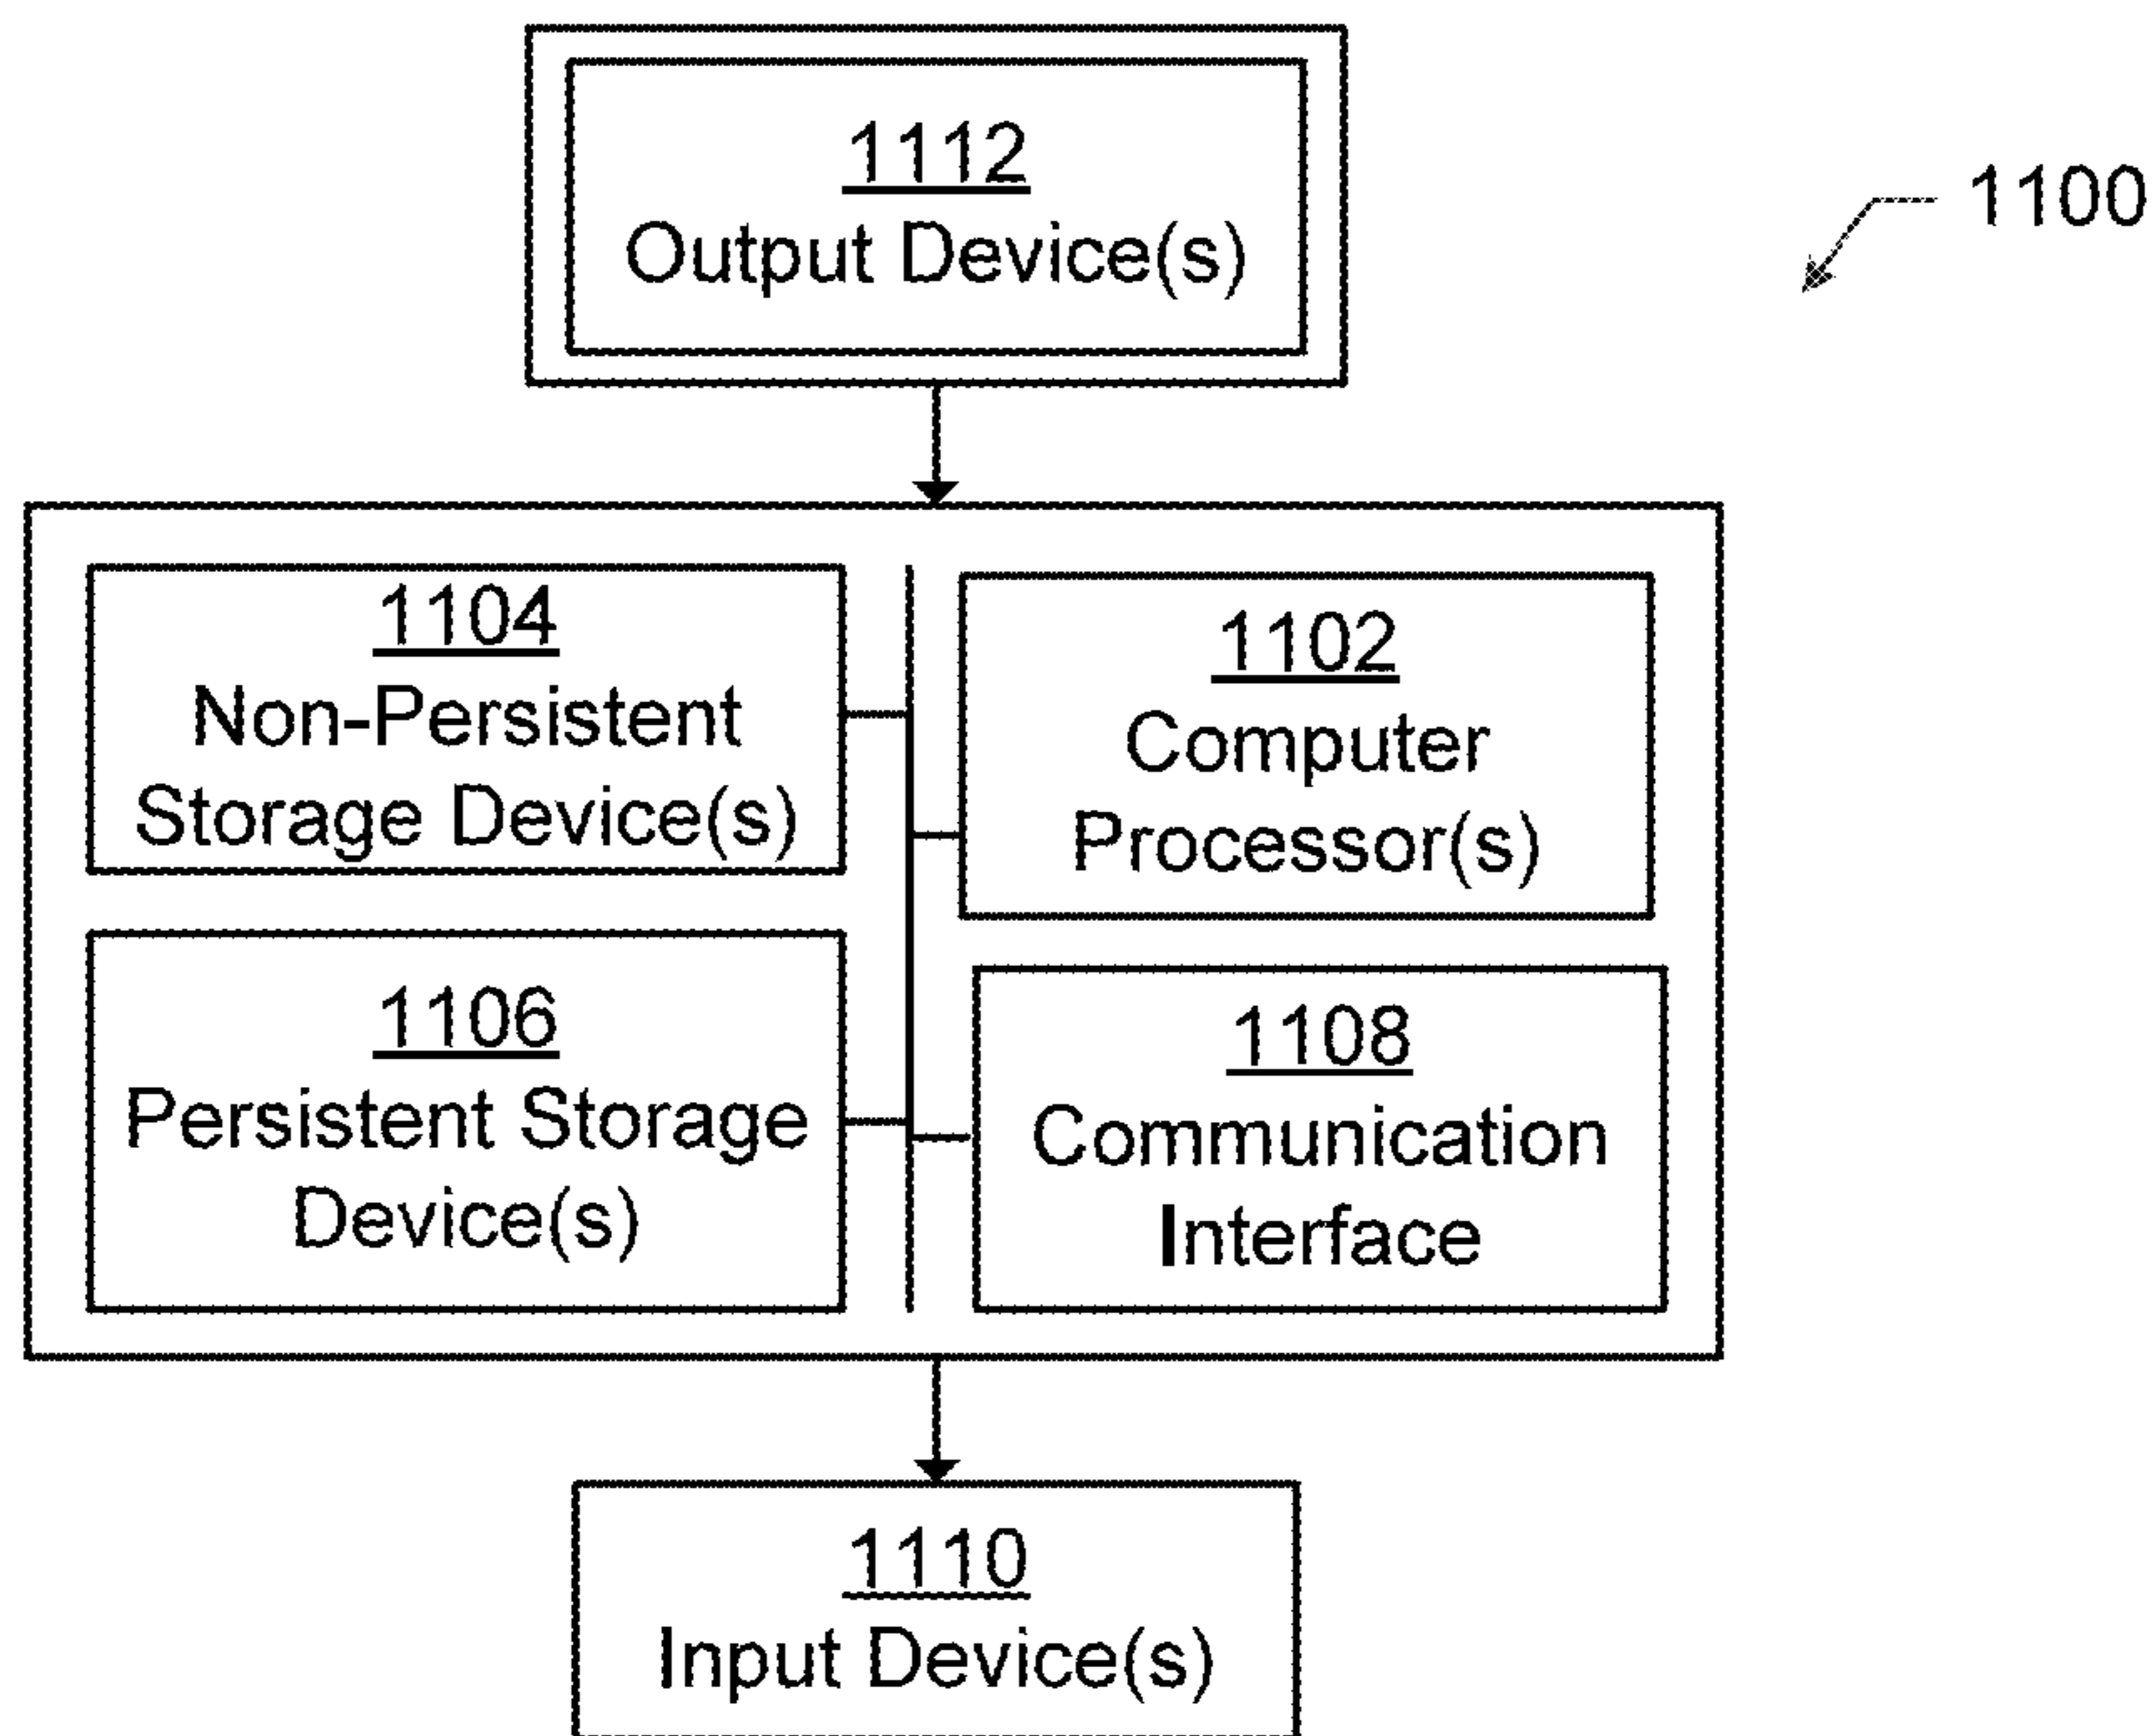 1112
Output Device(s)
1100
1104
Non-Persistent
Storage Device(s)
1102
Computer
Processor(s)
1106
Persistent Storage
Device(s)
1108
Communication
Interface
1110
Input Device(s)